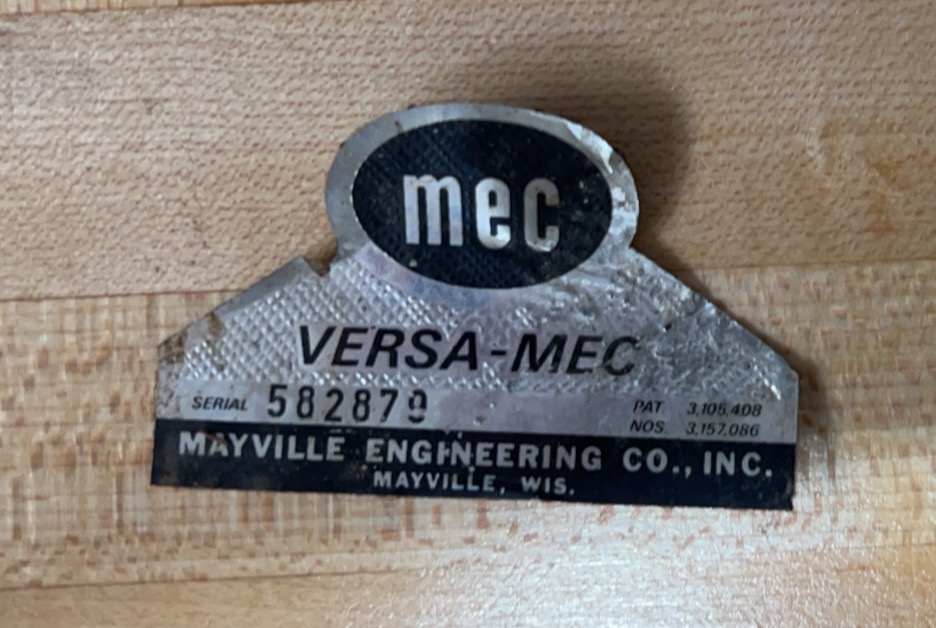 mec
VERSA-MEC
SERIAL 582879 PAT. 3,105,408
NOS. 3,157,086
MAYVILLE ENGINEERING CO., INC.
MAYVILLE, WIS.